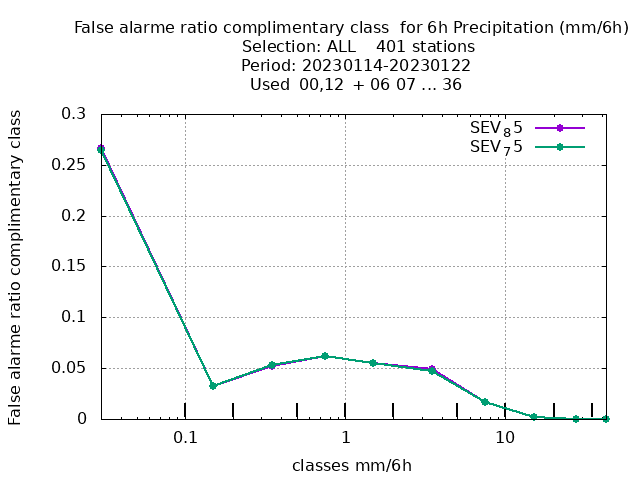 False alarme ratio complimentary class  for 6h Precipitation (mm/6h)
Selection: ALL    401 stations
Period: 20230114-20230122
Used  00,12  + 06 07 ... 36
False alarme ratio complimentary class
0.3
0.25
0.2
0.15
0.1
0.05
0
SEV₈5
SEV₇5
0.1
1
10
classes mm/6h